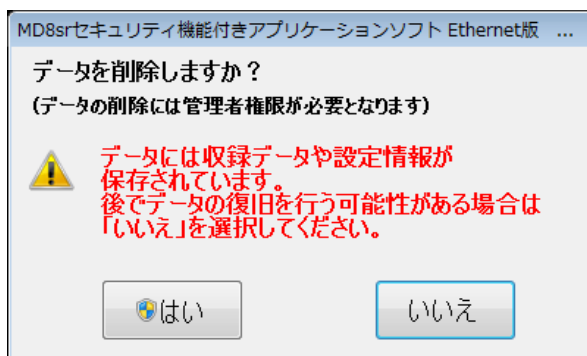 MD8srセキュリティ機能付きアプリケーションソフト Ethernet版 ...
データを削除しますか？
(データの削除には管理者権限が必要となります)
データには収録データや設定情報が
保存されています。
後でデータの復旧を行う可能性がある場合は
「いいえ」を選択してください。
はい
いいえ